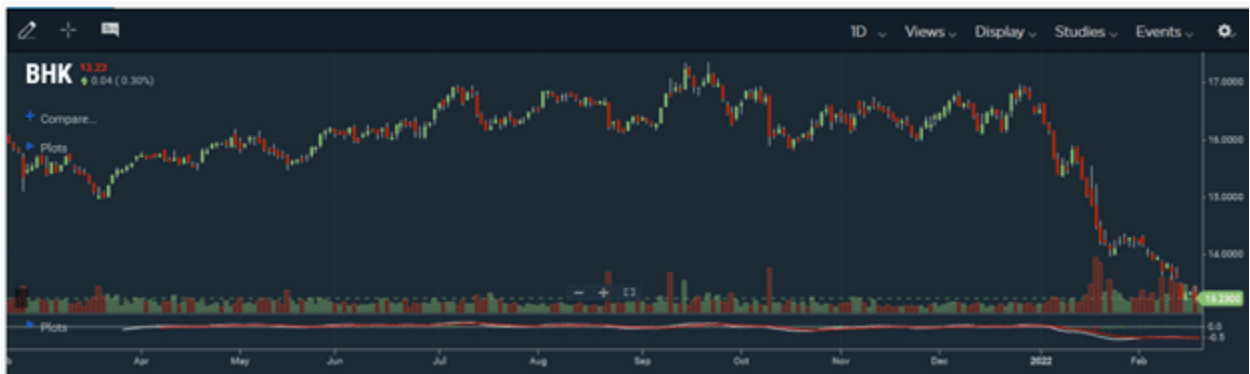 1D Views Display Studies Events
BHK 13.23
0.04 (0.30%)
Compare...
Plots
17.0000
16.0000
15.0000
14.0000
13.2300
Plots
0.0
-0.5
Apr May Jun Jul Aug Sep Oct Nov Dec 2022 Feb